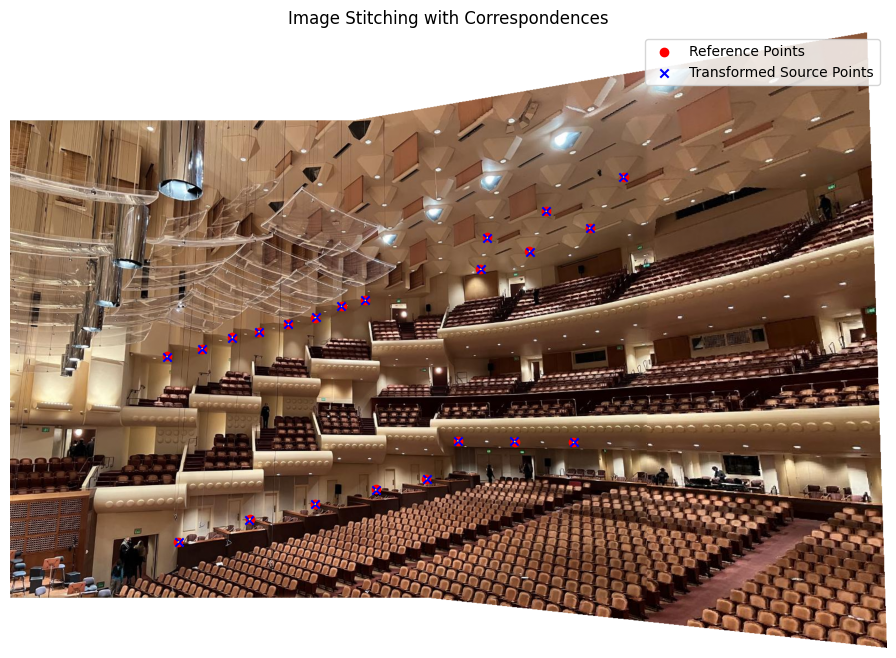 Image Stitching with Correspondences
Reference Points
Transformed Source Points